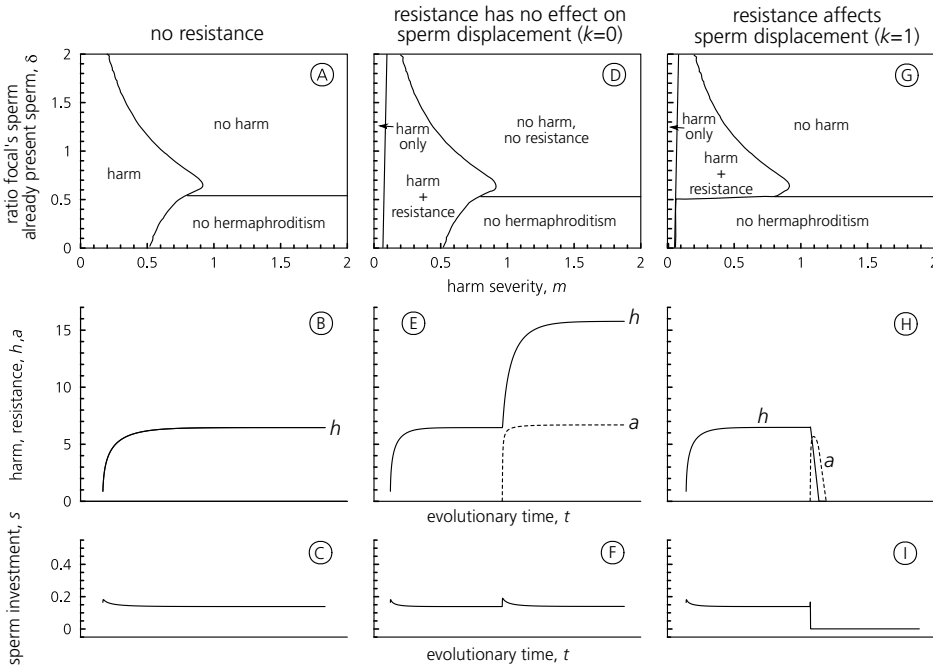 no resistance
resistance has no effect on
sperm displacement (k=0)
resistance affects
sperm displacement (k=1)
ratio focal's sperm
already present sperm, δ
2
1.5
1
0.5
0
A
no harm
harm
no hermaphroditism
0 0.5 1 1.5 2
D
harm
only
no harm,
no resistance
harm
+
resistance
no hermaphroditism
0 0.5 1 1.5 2
G
harm
only
no harm
harm
+
resistance
no hermaphroditism
0 0.5 1 1.5 2
harm severity, m
harm, resistance, h,a
15
10
5
0
B
h
E
h
a
H
h
a
evolutionary time, t
sperm investment, s
0.4
0.2
0
C
F
I
evolutionary time, t